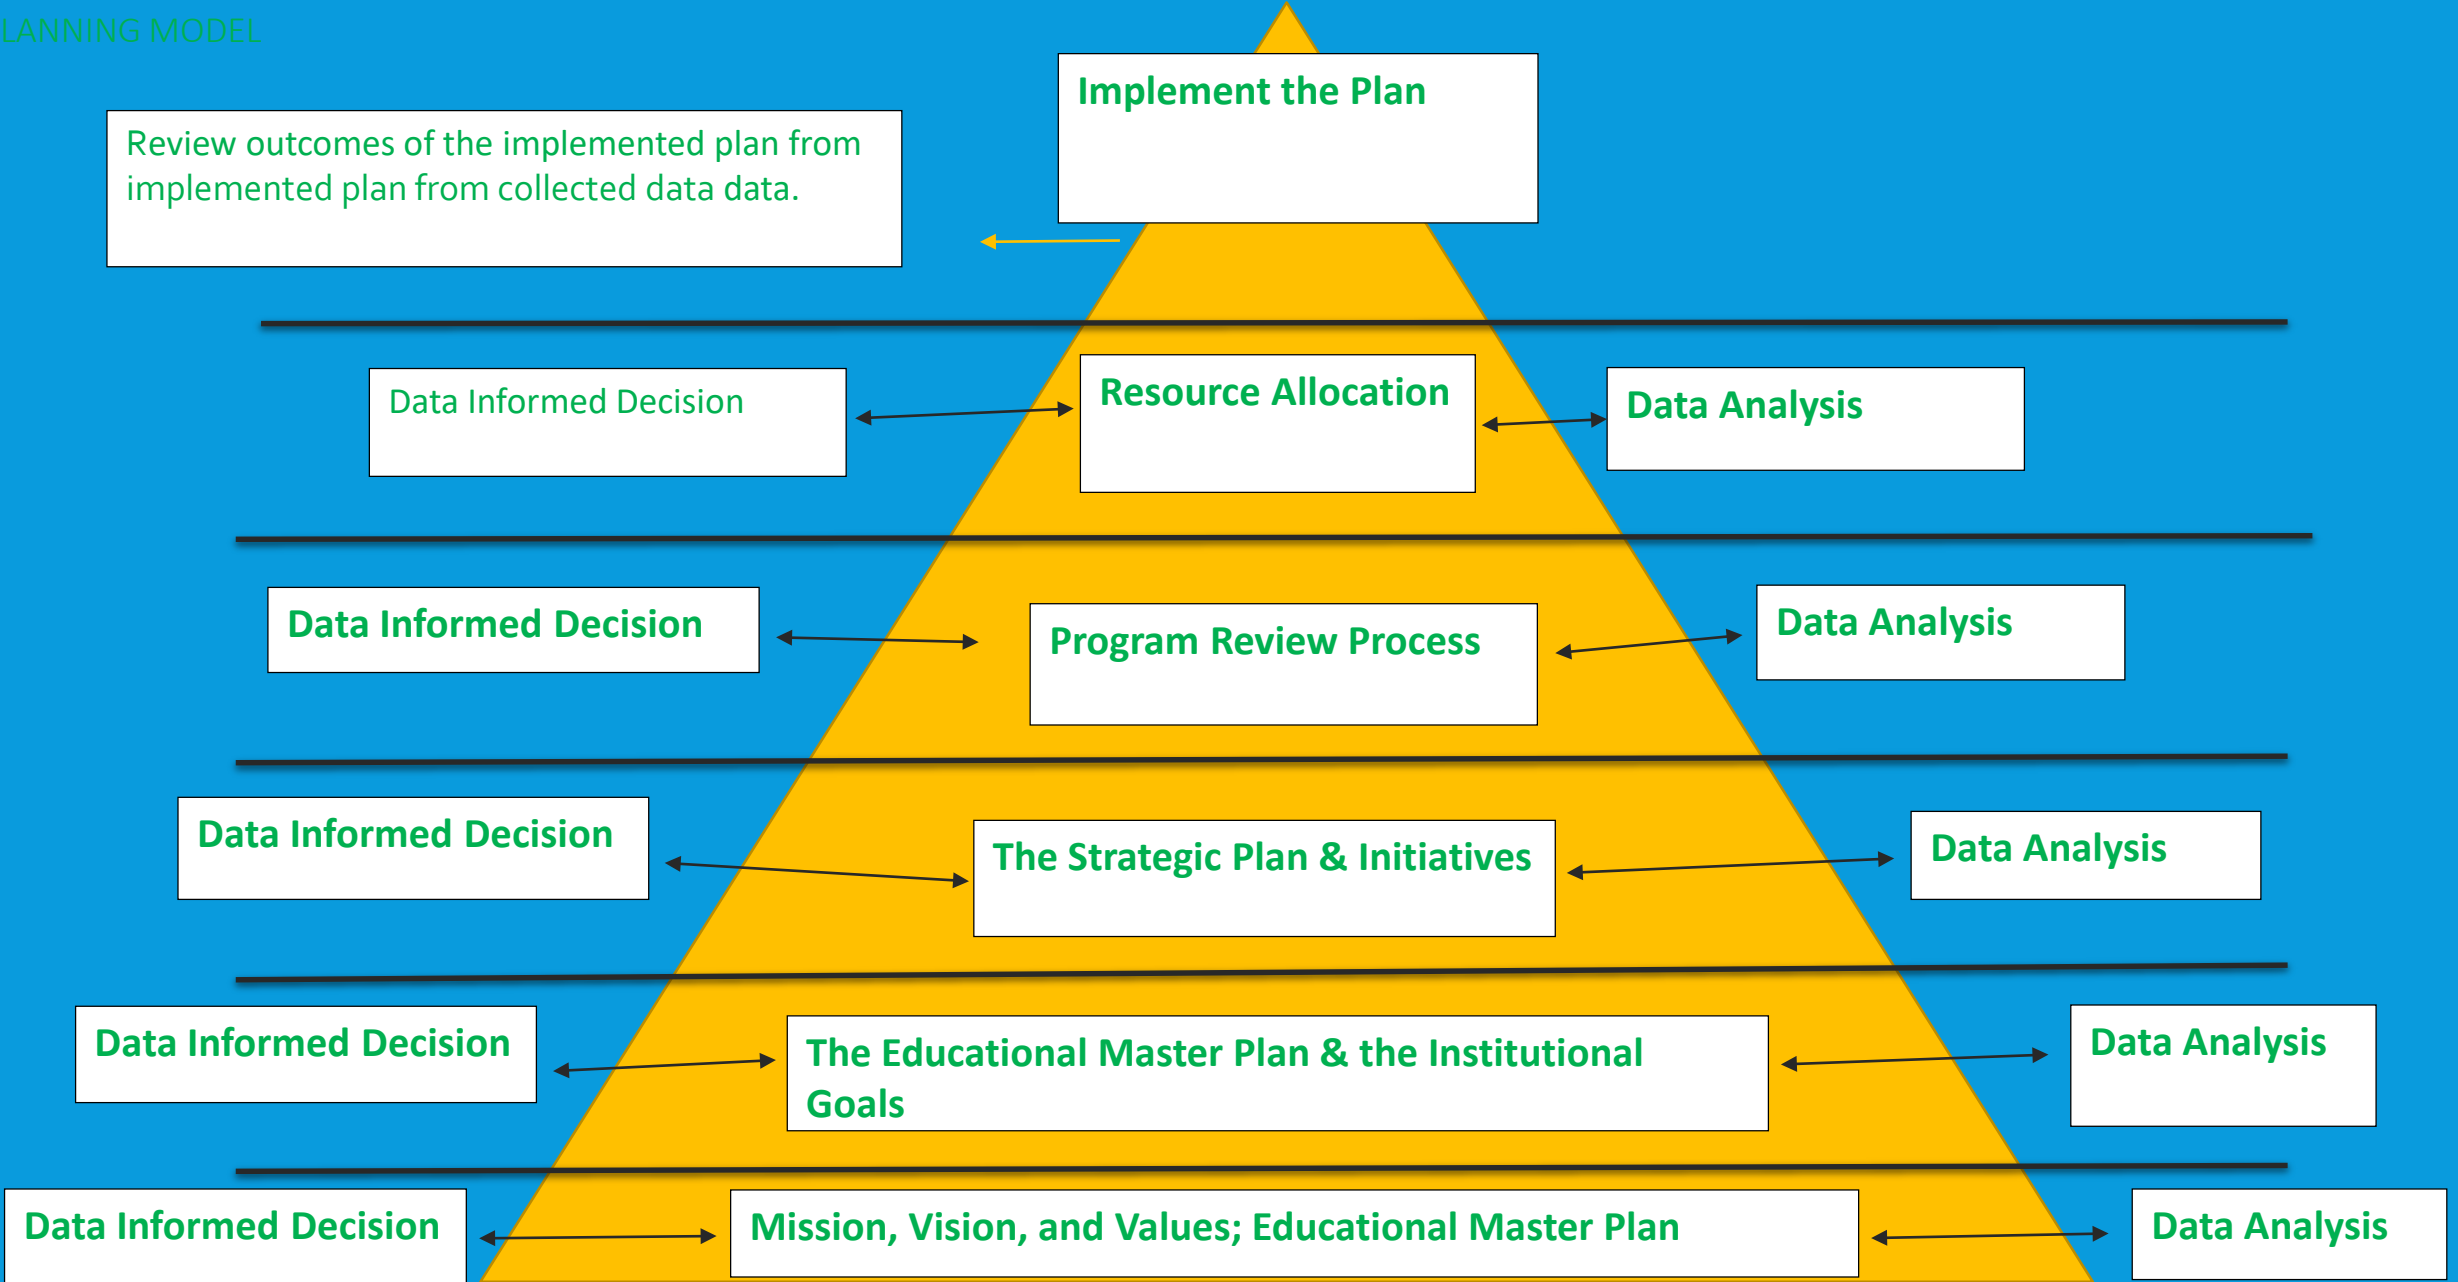 LANNING MODEL
Implement the Plan
Review outcomes of the implemented plan from
implemented plan from collected data data.
Data Informed Decision
Resource Allocation
Data Analysis
Data Informed Decision
Program Review Process
Data Analysis
Data Informed Decision
The Strategic Plan & Initiatives
Data Analysis
Data Informed Decision
The Educational Master Plan & the Institutional
Goals
Data Analysis
Data Informed Decision
Mission, Vision, and Values; Educational Master Plan
Data Analysis